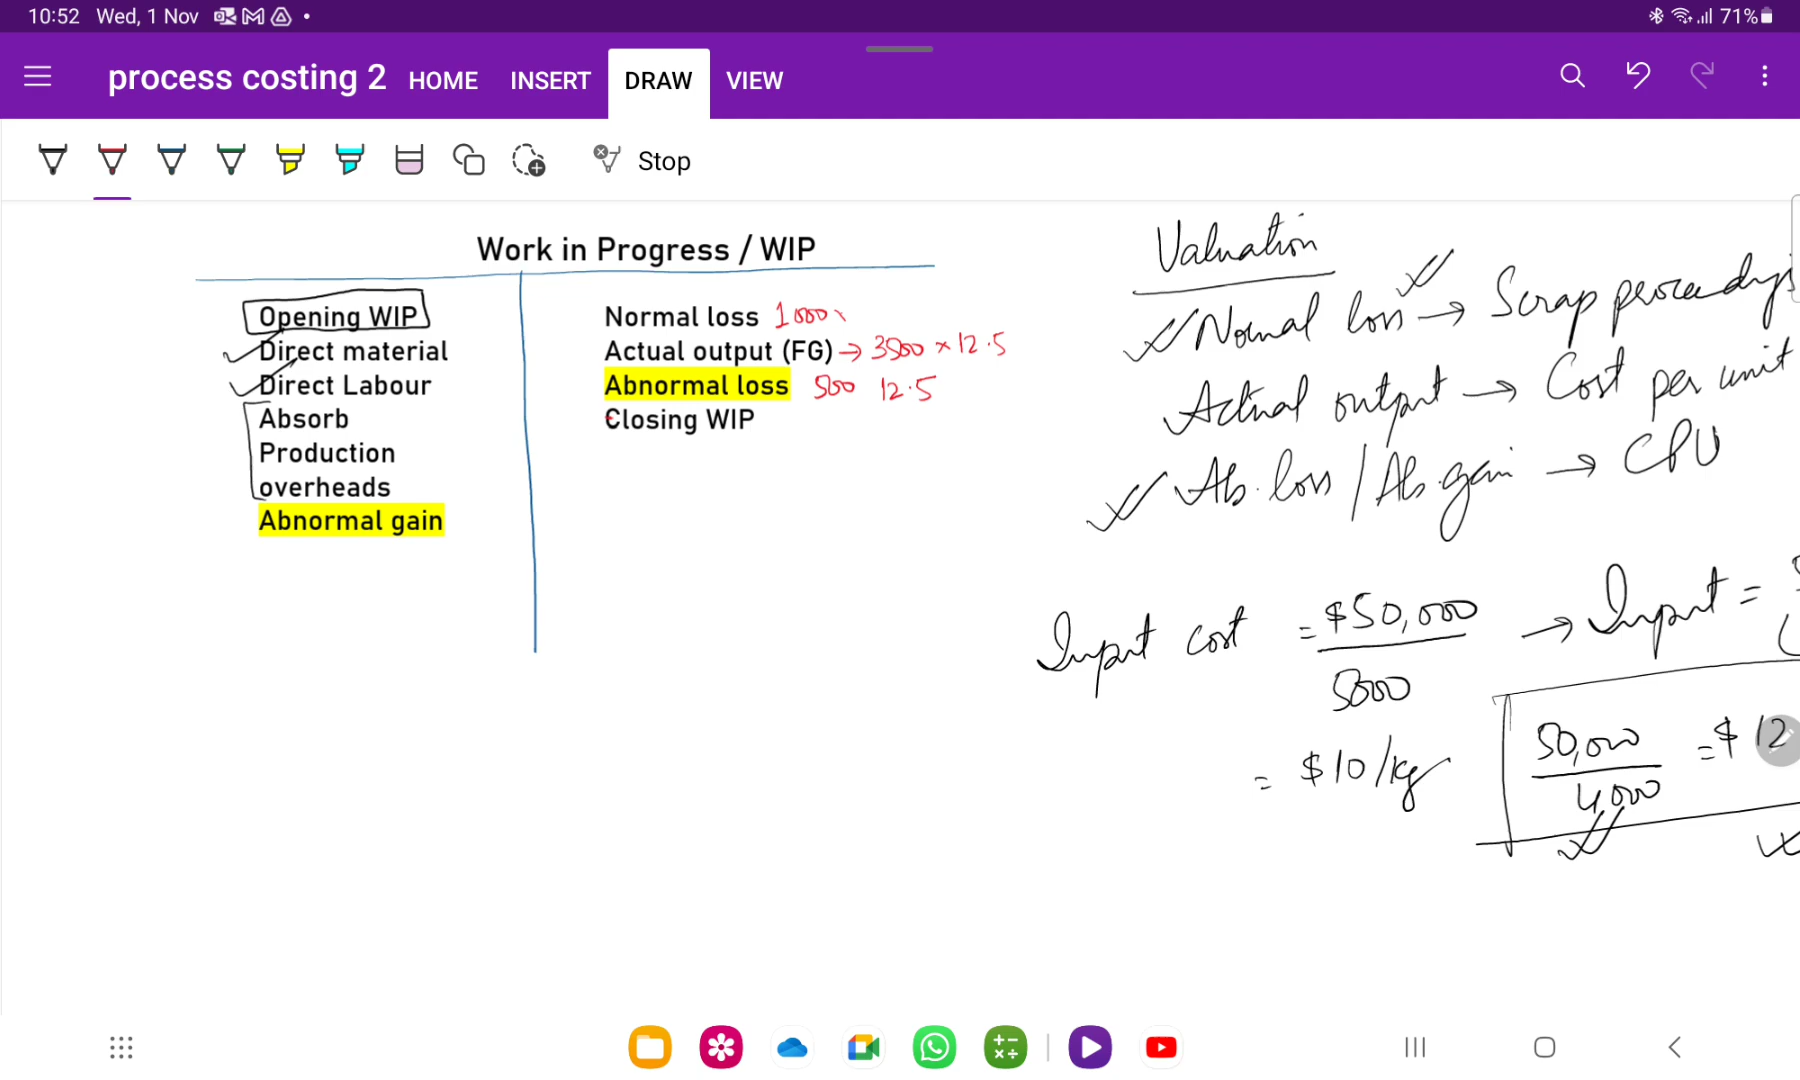 10:52 Wed, 1 Nov
71%
process costing 2 HOME INSERT DRAW VIEW
Stop
Work in Progress / WIP
Opening WIP
Direct material
Direct Labour
Absorb
Production
overheads
Abnormal gain
Normal loss 1000
Actual output (FG) → 3500 × 12.5
Abnormal loss 500 12.5
Closing WIP
Valuation
Normal loss → Scrap
Actual output → Cost per unit
Ab. loss / Ab. gain → CPU
Input cost = $50,000 → Input =
5000
= $10/kg
50,000 = $ 12
4,000